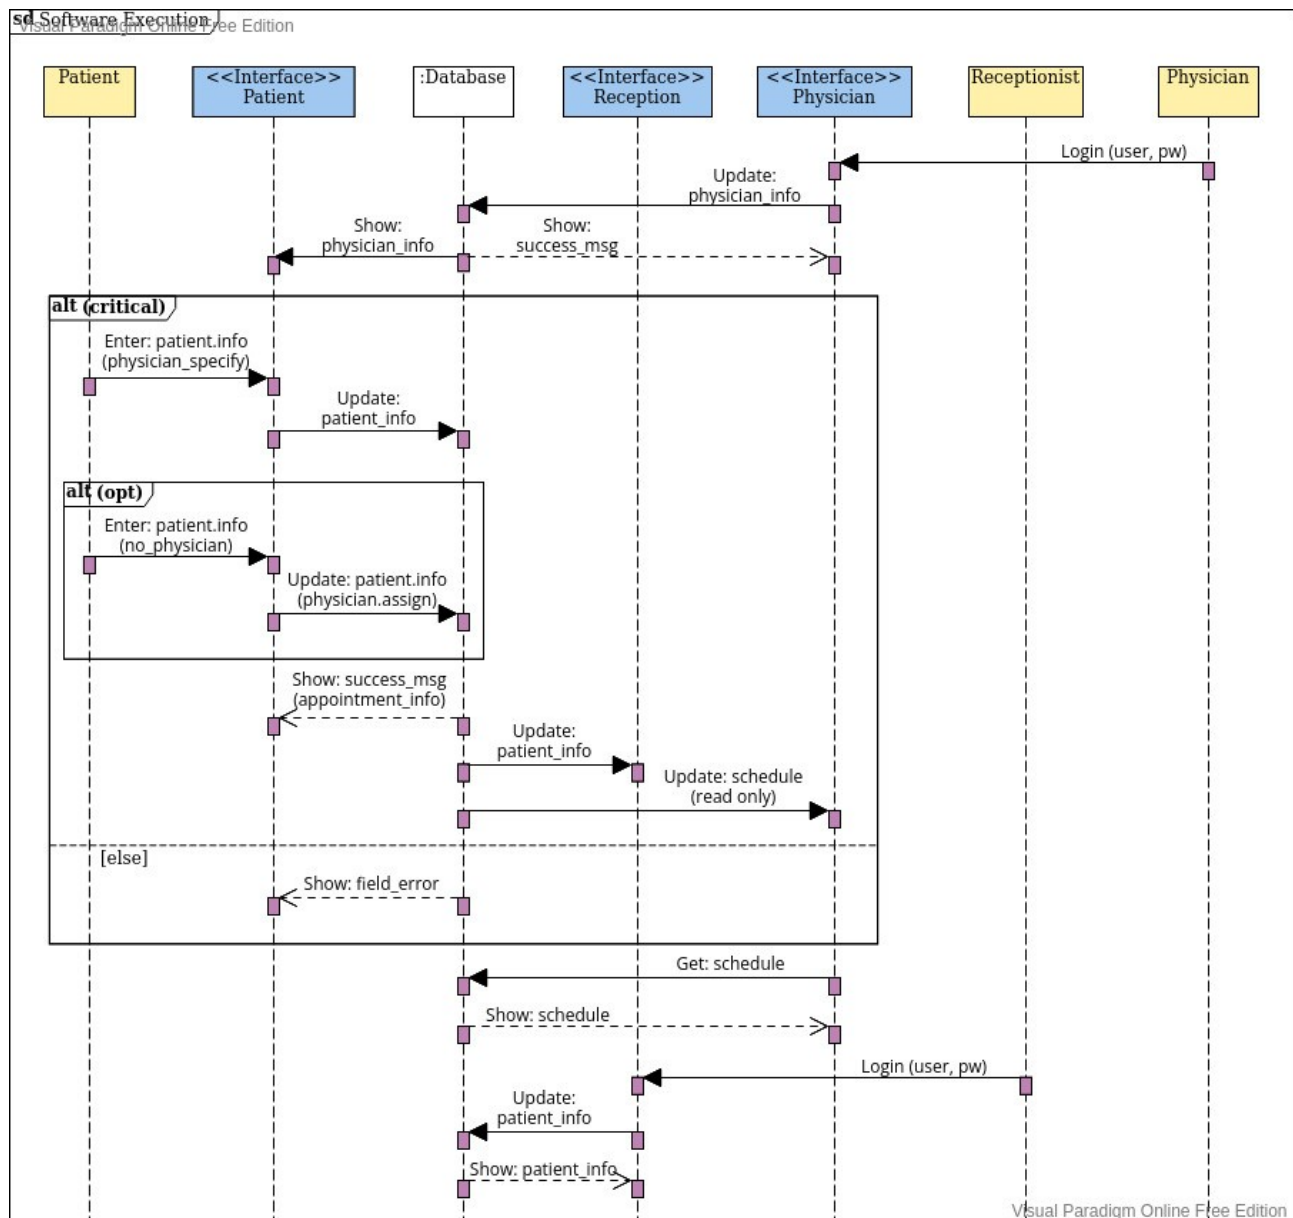 sd Software Execution
Visual Paradigm Online Free Edition
Patient
<<Interface>>
Patient
:Database
<<Interface>>
Reception
<<Interface>>
Physician
Receptionist
Physician
Login (user, pw)
Update:
physician_info
Show:
physician_info
Show:
success_msg
alt (critical)
Enter: patient.info
(physician_specify)
Update:
patient_info
alt (opt)
Enter: patient.info
(no_physician)
Update: patient.info
(physician.assign)
Show: success_msg
(appointment_info)
Update:
patient_info
Update: schedule
(read only)
[else]
Show: field_error
Get: schedule
Show: schedule
Login (user, pw)
Update:
patient_info
Show: patient_info
Visual Paradigm Online Free Edition